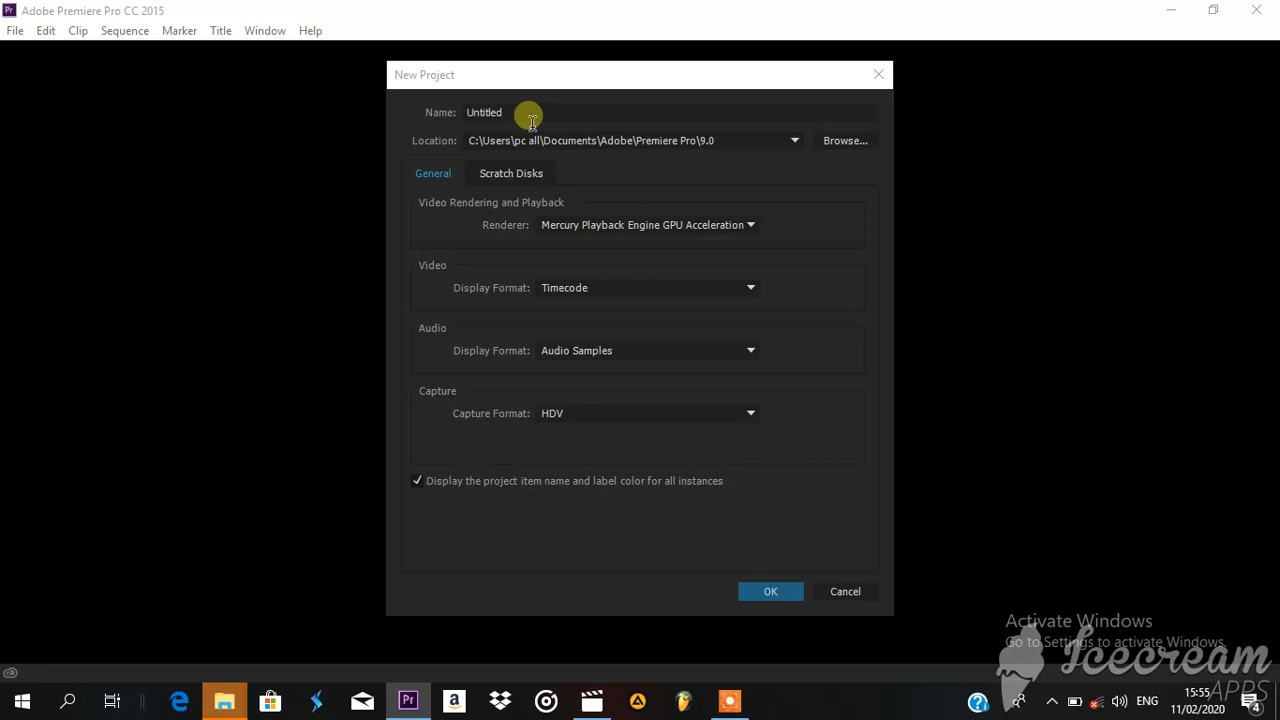 Pr Adobe Premiere Pro CC 2015
File Edit Clip Sequence Marker Title Window Help
New Project
Name: Untitled
Location: C:\Users\pc all\Documents\Adobe\Premiere Pro\9.0 Browse...
General Scratch Disks
Video Rendering and Playback
Renderer: Mercury Playback Engine GPU Acceleration
Video
Display Format: Timecode
Audio
Display Format: Audio Samples
Capture
Capture Format: HDV
Display the project item name and label color for all instances
OK Cancel
Activate Windows
Go to Settings to activate Windows.
Icecream
APPS
Pr ENG 15:55
11/02/2020 4